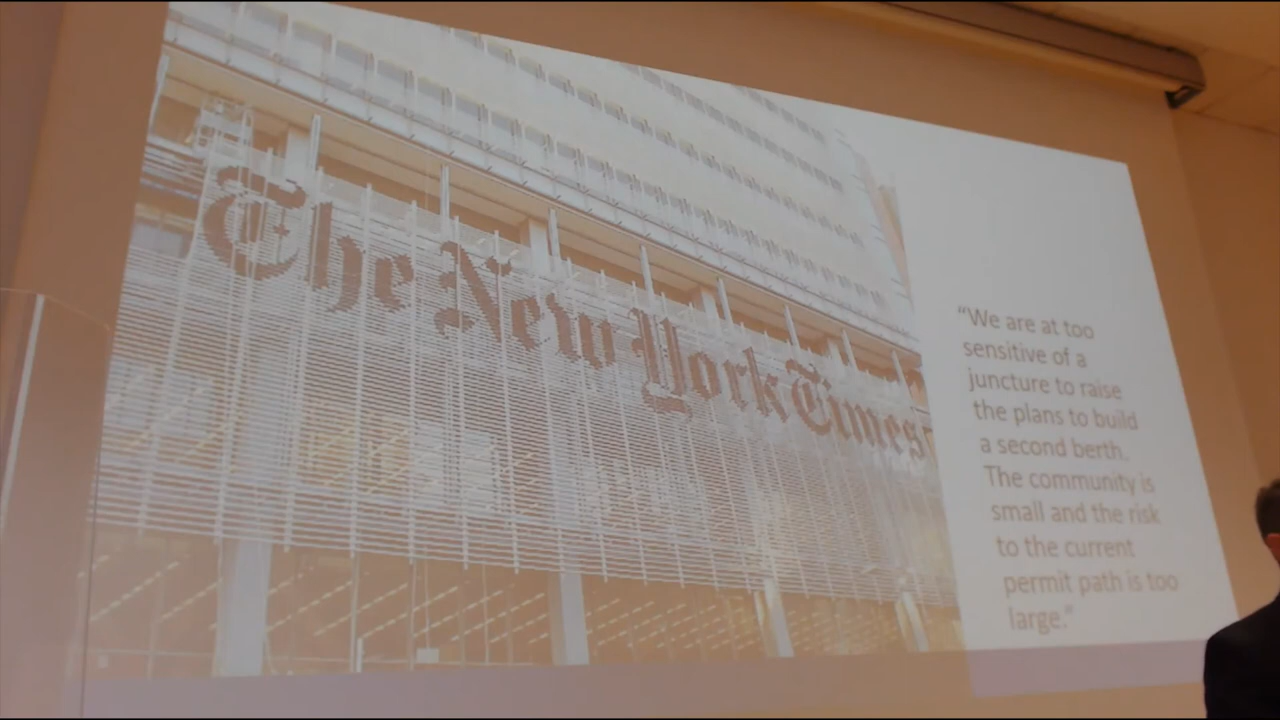 The New York Times
“We are at too
sensitive of a
juncture to raise
the plans to build
a second berth.
The community is
small and the risk
to the current
permit path is too
large.”